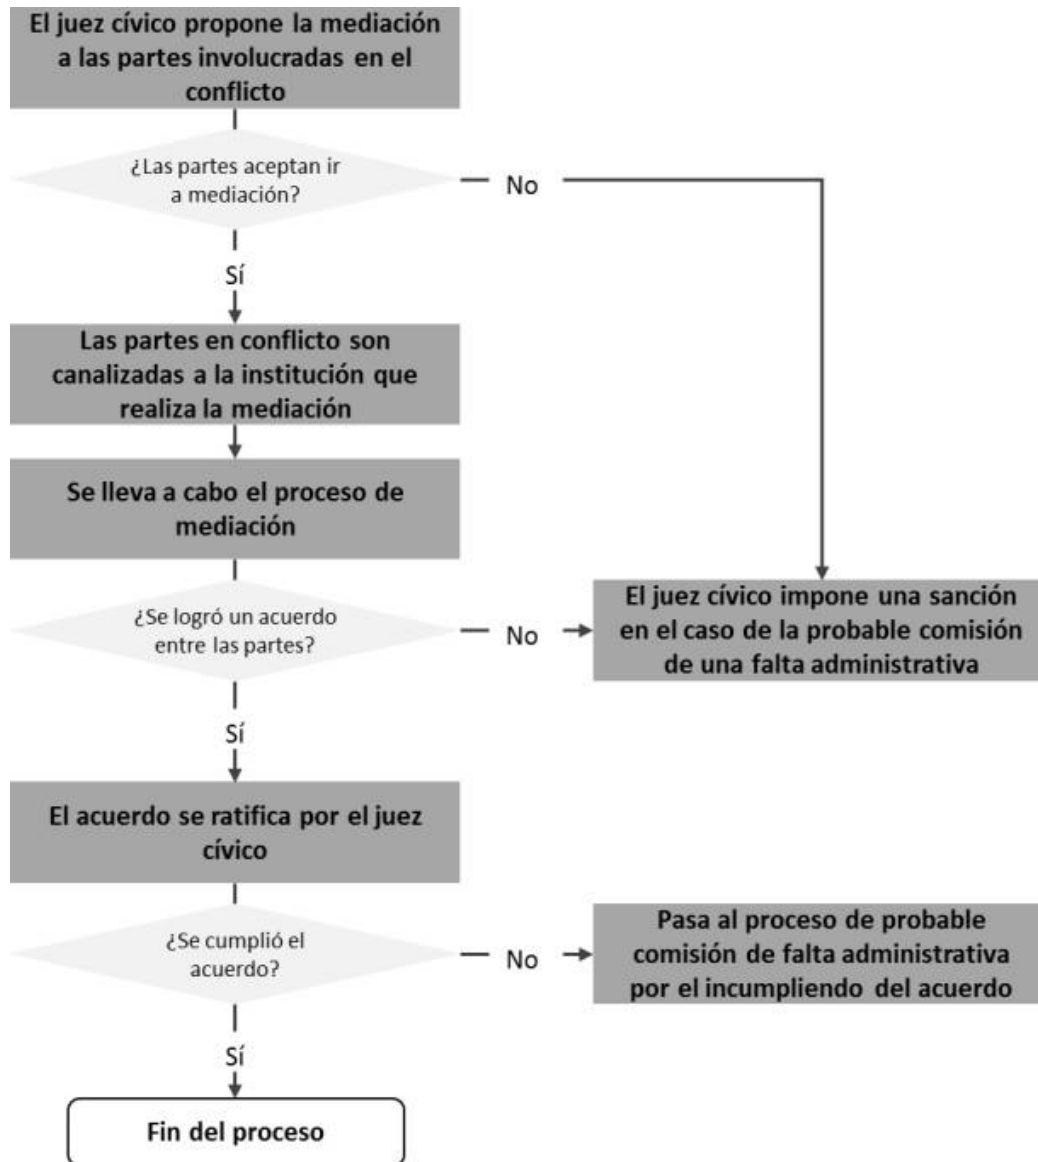 El juez cívico propone la mediación
a las partes involucradas en el
conflicto
¿Las partes aceptan ir
a mediación?
No
Sí
Las partes en conflicto son
canalizadas a la institución que
realiza la mediación
Se lleva a cabo el proceso de
mediación
¿Se logró un acuerdo
entre las partes?
No
El juez cívico impone una sanción
en el caso de la probable comisión
de una falta administrativa
Sí
El acuerdo se ratifica por el juez
cívico
¿Se cumplió el
acuerdo?
No
Pasa al proceso de probable
comisión de falta administrativa
por el incumpliendo del acuerdo
Sí
Fin del proceso